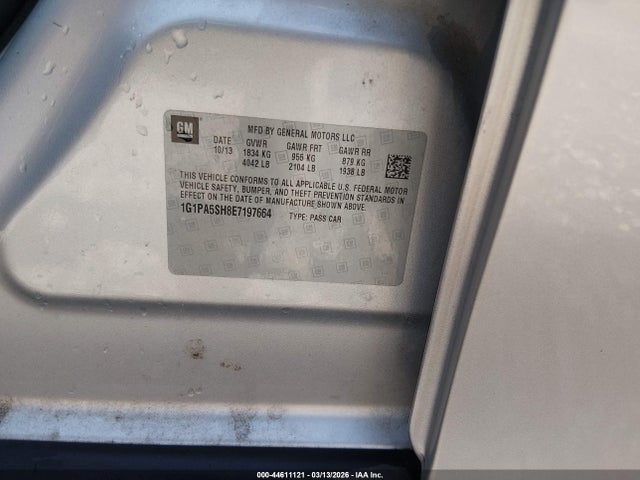 GM
MFD BY GENERAL MOTORS LLC
DATE GVWR GAWR FRT GAWR RR
10/13 1834 KG 956 KG 879 KG
4042 LB 2104 LB 1938 LB
THIS VEHICLE CONFORMS TO ALL APPLICABLE U.S. FEDERAL MOTOR
VEHICLE SAFETY, BUMPER, AND THEFT PREVENTION STANDARDS IN
EFFECT ON THE DATE OF MANUFACTURE SHOWN ABOVE.
1G1PA5SH8E7197664 TYPE: PASS CAR
000-44611121 | 03/13/2026 | IAA Inc.